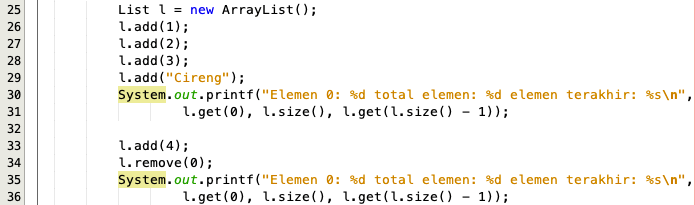 25 List l = new ArrayList();
26 l.add(1);
27 l.add(2);
28 l.add(3);
29 l.add("Cireng");
30 System.out.printf("Elemen 0: %d total elemen: %d elemen terakhir: %s\n",
31 l.get(0), l.size(), l.get(l.size() - 1));
32
33 l.add(4);
34 l.remove(0);
35 System.out.printf("Elemen 0: %d total elemen: %d elemen terakhir: %s\n",
36 l.get(0), l.size(), l.get(l.size() - 1));